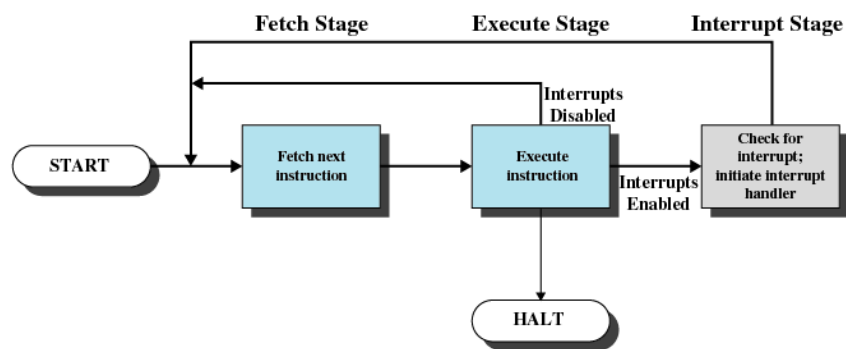 Fetch Stage
Execute Stage
Interrupt Stage
Interrupts
Disabled
START
Fetch next
instruction
Execute
instruction
Interrupts
Enabled
Check for
interrupt;
initiate interrupt
handler
HALT